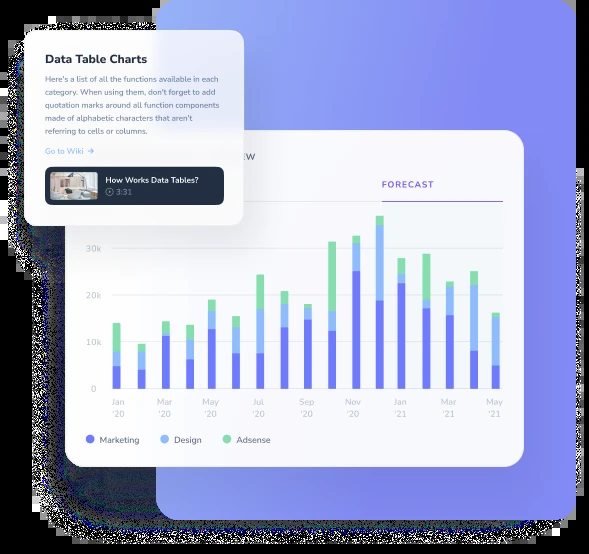 Data Table Charts
Here's a list of all the functions available in each
category. When using them, don't forget to add
quotation marks around all function components
made of alphabetic characters that aren't
referring to cells or columns.
Go to Wiki →
How Works Data Tables?
3:31
EW
FORECAST
30k
20k
10k
0
Jan Mar May Jul Sep Nov Jan Mar May
'20 '20 '20 '20 '20 '20 '21 '21 '21
Marketing Design Adsense